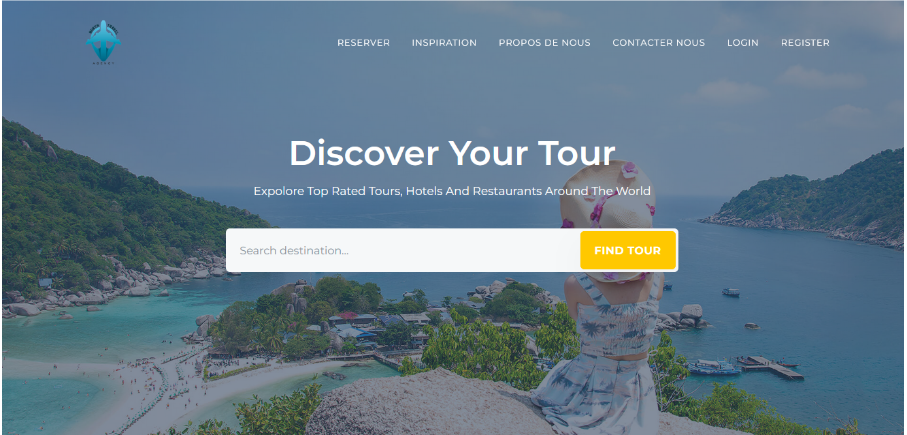 RESERVER INSPIRATION PROPOS DE NOUS CONTACTER NOUS LOGIN REGISTER
Discover Your Tour
Expolore Top Rated Tours, Hotels And Restaurants Around The World
Search destination... FIND TOUR